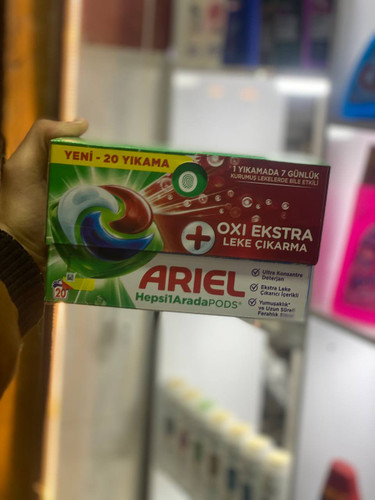 YENİ - 20 YIKAMA
1 YIKAMADA 7 GÜNLÜK
KURUMUŞ LEKELERDE BİLE ETKİLİ
OXI EKSTRA
LEKE ÇIKARMA
ARIEL
Hepsi1AradaPODS®
Ultra Konsantre
Deterjan
Ekstra Leke
Çıkarıcı İçerikli
Yumuşaklık*
ve Uzun Süreli
Ferahlık
20